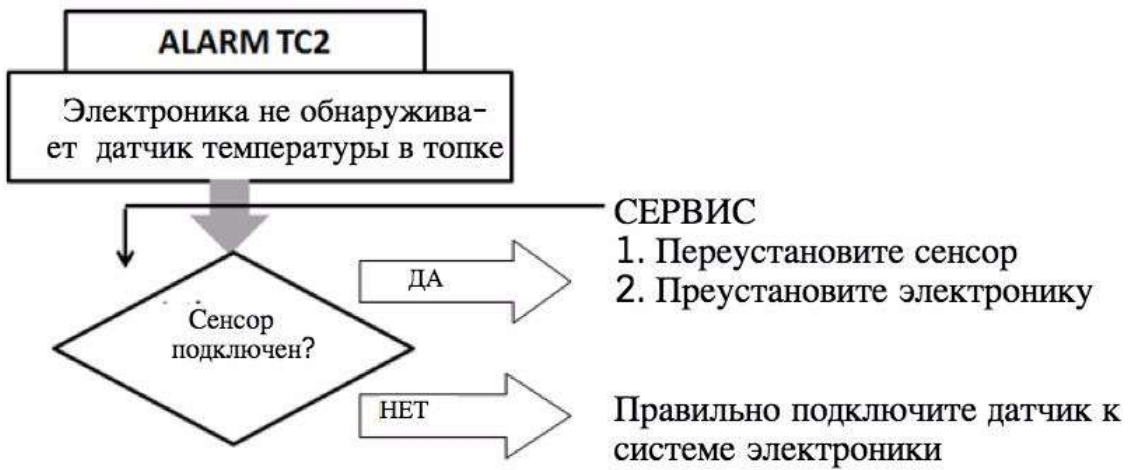 ALARM TC2
Электроника не обнаружива-
ет датчик температуры в топке
СЕРВИС
1. Переустановите сенсор
2. Преустановите электронику
ДА
Сенсор
подключен?
НЕТ
Правильно подключите датчик к
системе электроники